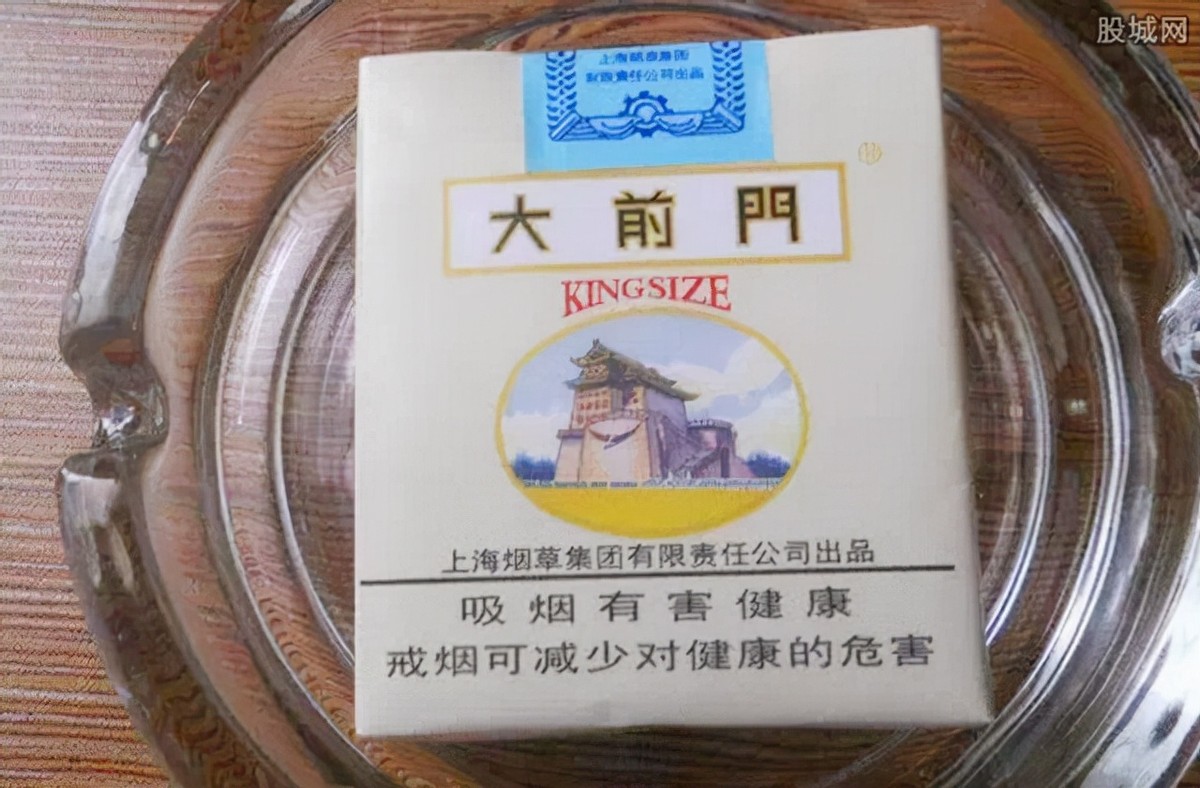 股城网
上海烟草集团
有限责任公司出品
大前門
KINGSIZE
上海烟草集团有限责任公司出品
吸烟有害健康
戒烟可减少对健康的危害